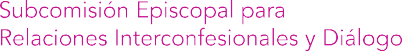 Subcomisión Episcopal para
Relaciones Interconfesionales y Diálogo